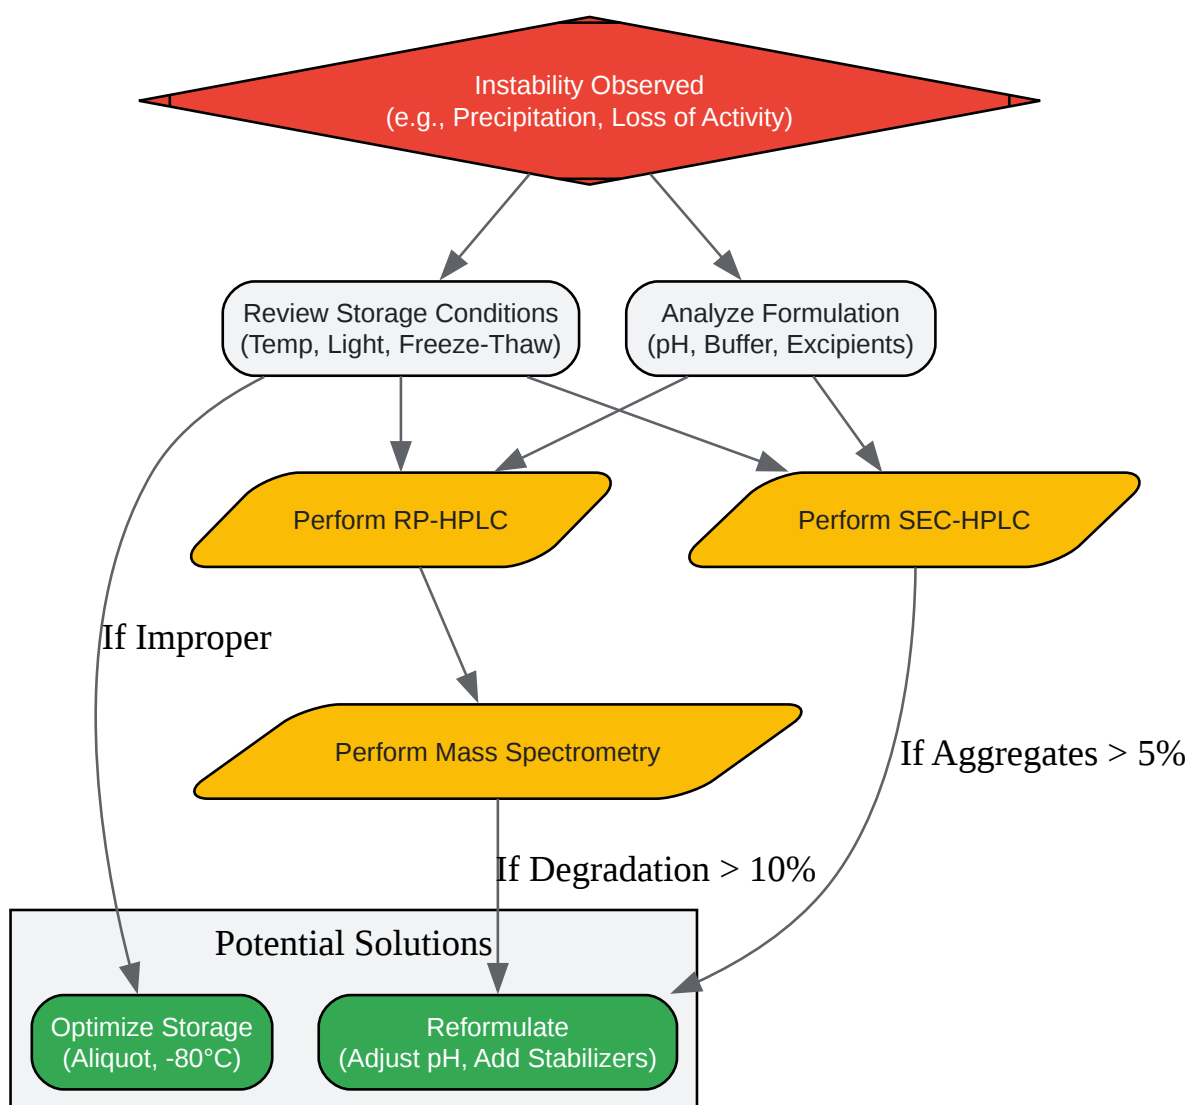 Instability Observed
(e.g., Precipitation, Loss of Activity)
Review Storage Conditions
(Temp, Light, Freeze-Thaw)
Analyze Formulation
(pH, Buffer, Excipients)
Perform RP-HPLC
Perform SEC-HPLC
If Improper
Perform Mass Spectrometry
If Aggregates > 5%
If Degradation > 10%
Potential Solutions
Optimize Storage
(Aliquot, -80°C)
Reformulate
(Adjust pH, Add Stabilizers)